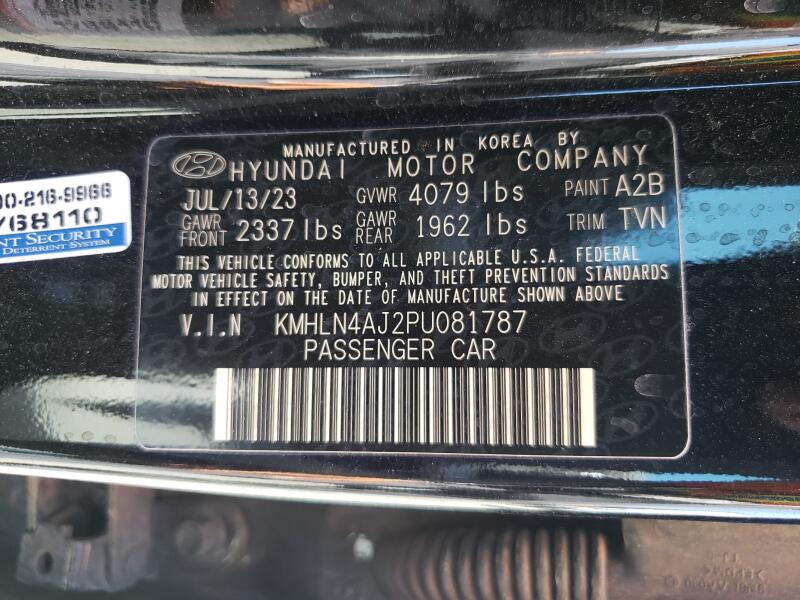 MANUFACTURED IN KOREA BY
HYUNDAI MOTOR COMPANY
JUL/13/23 GVWR 4079 lbs PAINT A2B
GAWR FRONT 2337 lbs GAWR REAR 1962 lbs TRIM TVN
THIS VEHICLE CONFORMS TO ALL APPLICABLE U.S.A. FEDERAL
MOTOR VEHICLE SAFETY, BUMPER, AND THEFT PREVENTION STANDARDS
IN EFFECT ON THE DATE OF MANUFACTURE SHOWN ABOVE
V.I.N KMHLN4AJ2PU081787
PASSENGER CAR
00-216-9966
68110
NT SECURITY
DETERRENT SYSTEM